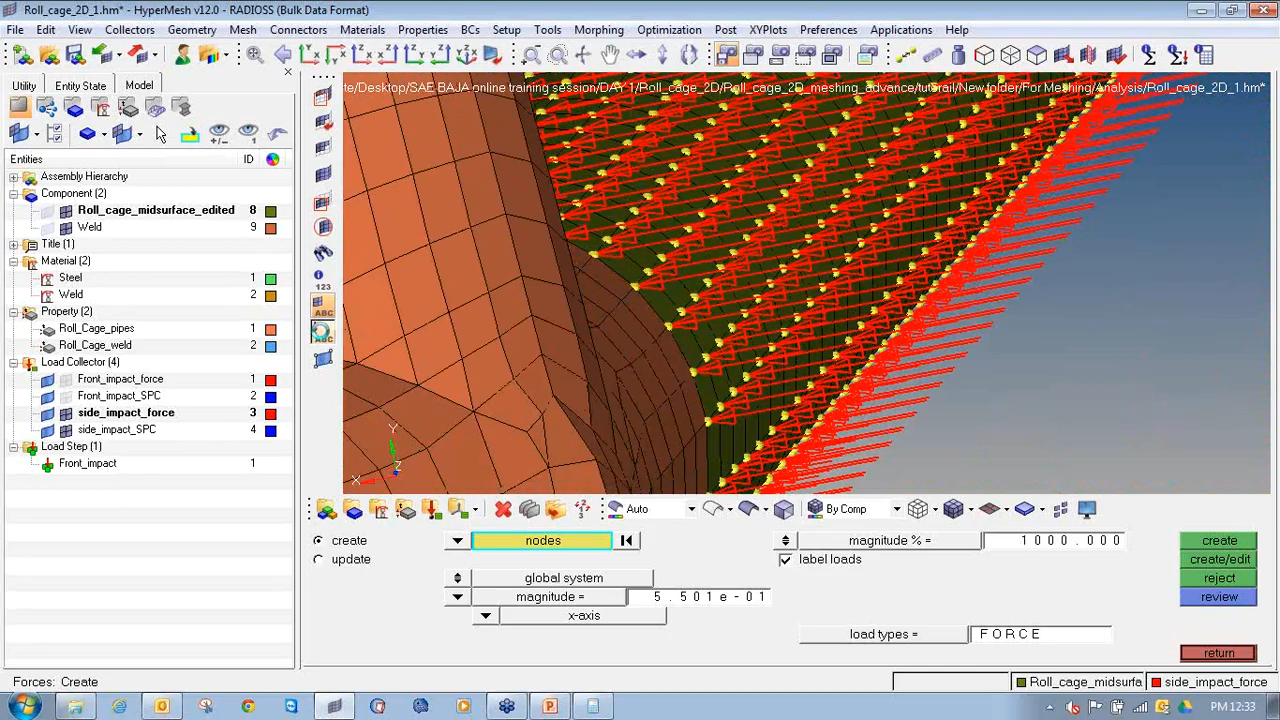 Roll_cage_2D_1.hm* - HyperMesh v12.0 - RADIOSS (Bulk Data Format)
File Edit View Collectors Geometry Mesh Connectors Materials Properties BCs Setup Tools Morphing Optimization Post XYPlots Preferences Applications Help
Utility Entity State Model
te/Desktop/SAE BAJA online training session/DAY 1/Roll_cage_2D/Roll_cage_2D_meshing_advance/tuturail/New folder/For Meshing/Analysis/Roll_cage_2D_1.hm*
Entities ID
Assembly Hierarchy
Component (2)
Roll_cage_midsurface_edited 8
Weld 9
Title (1)
Material (2)
Steel 1
Weld 2
Property (2)
Roll_Cage_pipes 1
Roll_Cage_weld 2
Load Collector (4)
Front_impact_force 1
Front_impact_SPC 2
side_impact_force 3
side_impact_SPC 4
Load Step (1)
Front_impact 1
123
ABC
ABC
Y
Z
X
Auto By Comp
create nodes magnitude % = 1000.000 create
update label loads create/edit
global system reject
magnitude = 5.501e-01 review
x-axis
load types = FORCE
return
Forces: Create Roll_cage_midsurfa side_impact_force
PM 12:33